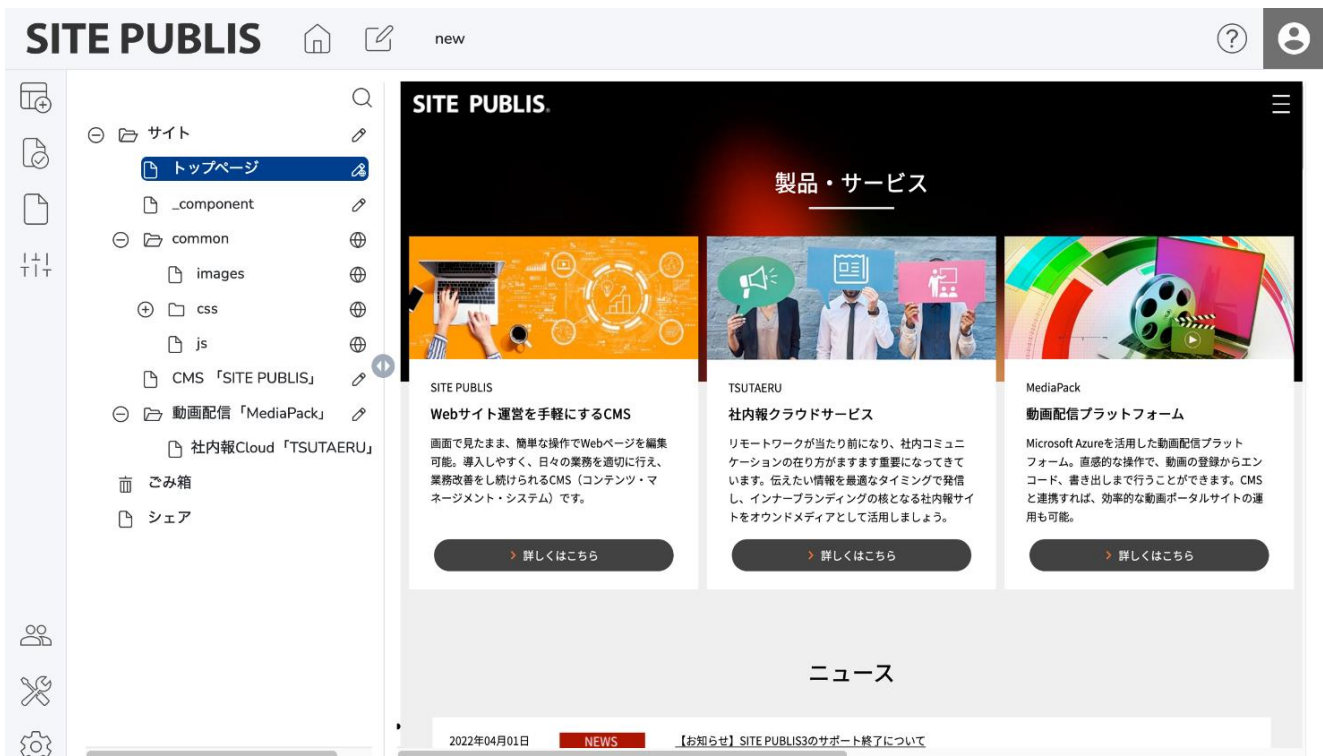 SITE PUBLIS
new
サイト
トップページ
_component
common
images
css
js
CMS「SITE PUBLIS」
動画配信「MediaPack」
社内報Cloud「TSUTAERU」
ごみ箱
シェア
SITE PUBLIS.
製品・サービス
SITE PUBLIS
Webサイト運営を手軽にするCMS
画面で見たまま、簡単な操作でWebページを編集
可能。導入しやすく、日々の業務を適切に行え、
業務改善をし続けられるCMS（コンテンツ・マ
ネージメント・システム）です。
詳しくはこちら
TSUTAERU
社内報クラウドサービス
リモートワークが当たり前になり、社内コミュニ
ケーションの在り方がますます重要になってきて
います。伝えたい情報を最適なタイミングで発信
し、インナーブランディングの核となる社内報サイ
トをオウンドメディアとして活用しましょう。
詳しくはこちら
MediaPack
動画配信プラットフォーム
Microsoft Azureを活用した動画配信プラット
フォーム。直感的な操作で、動画の登録からエン
コード、書き出しまで行うことができます。CMS
と連携すれば、効率的な動画ポータルサイトの運
用も可能。
詳しくはこちら
ニュース
2022年04月01日 NEWS 【お知らせ】SITE PUBLIS3のサポート終了について